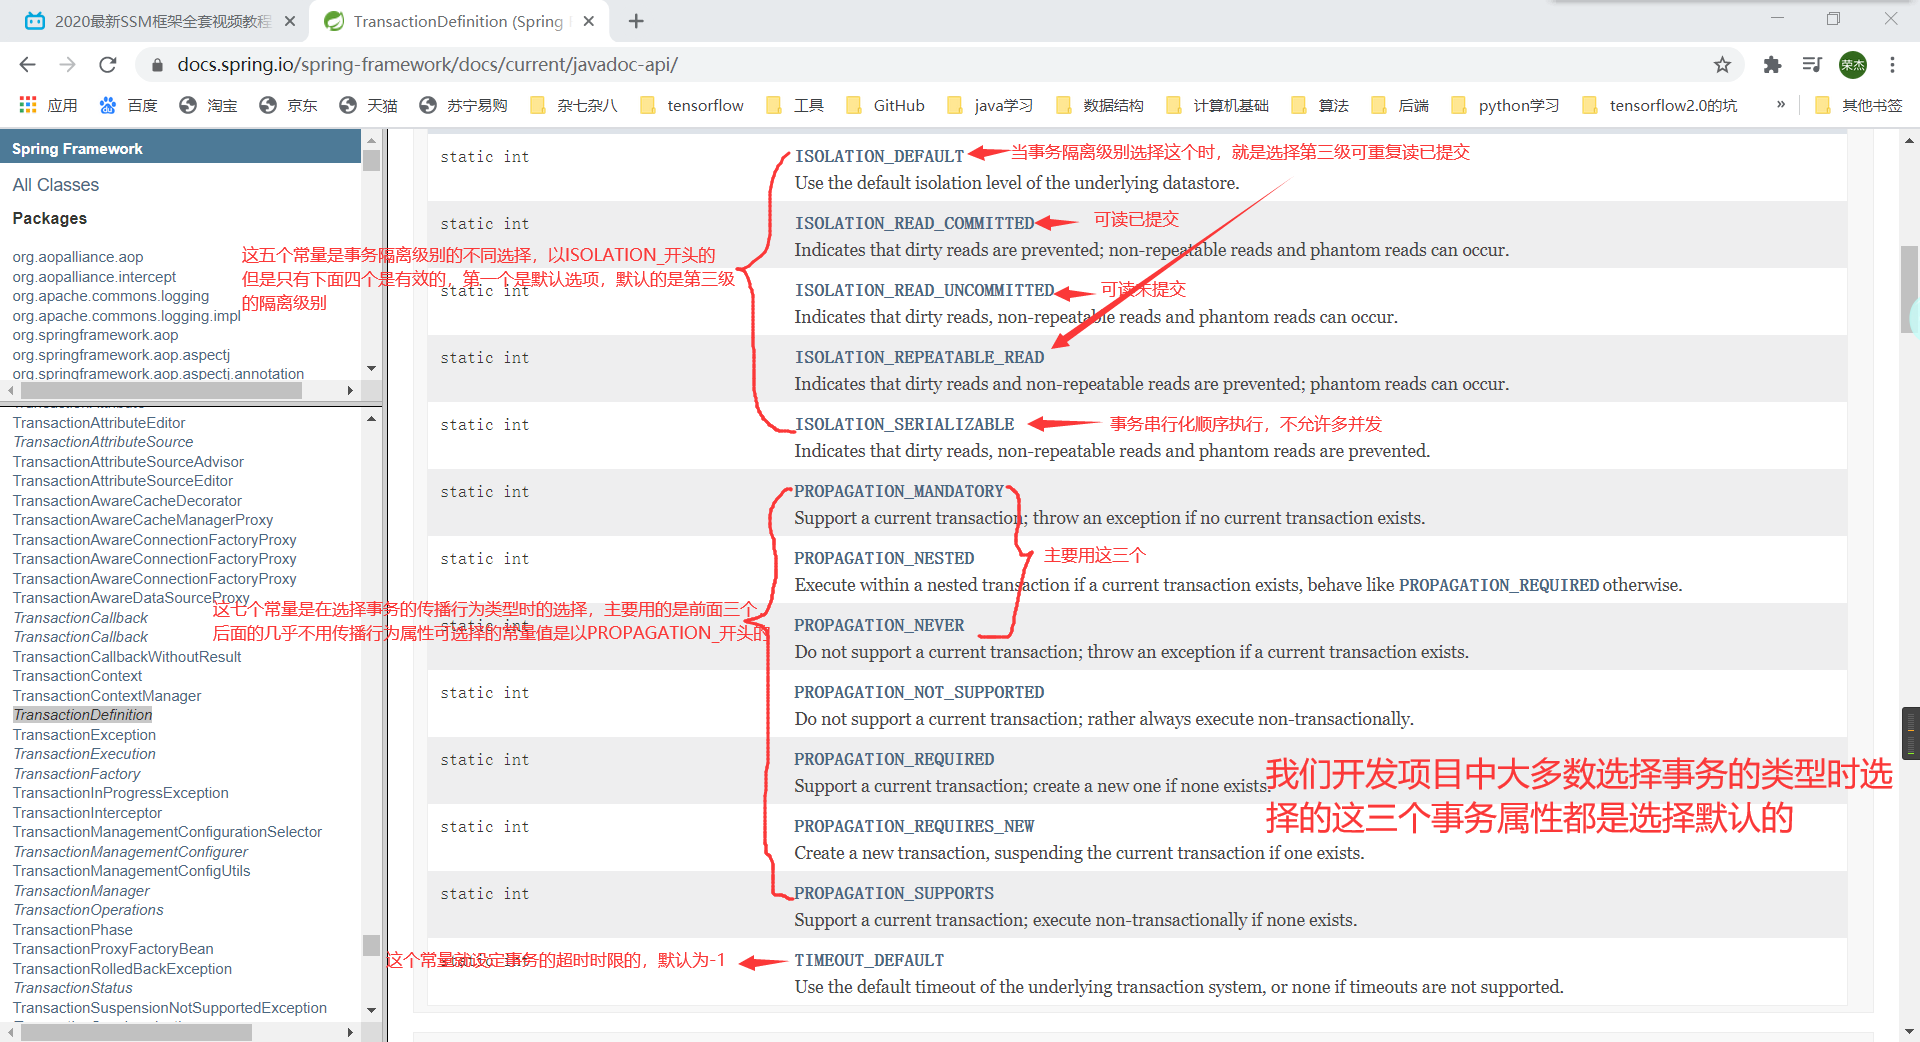 2020最新SSM框架全套视频教程
TransactionDefinition (Spring
docs.spring.io/spring-framework/docs/current/javadoc-api/
荣杰
应用 百度 淘宝 京东 天猫 苏宁易购 杂七杂八 tensorflow 工具 GitHub java学习 数据结构 计算机基础 算法 后端 python学习 tensorflow2.0的坑 » 其他书签
Spring Framework
All Classes
Packages
org.aopalliance.aop
org.aopalliance.intercept
org.apache.commons.logging
org.apache.commons.logging.impl
org.springframework.aop
org.springframework.aop.aspectj
org.springframework.aop.aspectj.annotation
TransactionAttributeEditor
TransactionAttributeSource
TransactionAttributeSourceAdvisor
TransactionAttributeSourceEditor
TransactionAwareCacheDecorator
TransactionAwareCacheManagerProxy
TransactionAwareConnectionFactoryProxy
TransactionAwareConnectionFactoryProxy
TransactionAwareConnectionFactoryProxy
TransactionAwareDataSourceProxy
TransactionCallback
TransactionCallback
TransactionCallbackWithoutResult
TransactionContext
TransactionContextManager
TransactionDefinition
TransactionException
TransactionExecution
TransactionFactory
TransactionInProgressException
TransactionInterceptor
TransactionManagementConfigurationSelector
TransactionManagementConfigurer
TransactionManagementConfigUtils
TransactionManager
TransactionOperations
TransactionPhase
TransactionProxyFactoryBean
TransactionRolledBackException
TransactionStatus
TransactionSuspensionNotSupportedException
static int ISOLATION_DEFAULT 当事务隔离级别选择这个时，就是选择第三级可重复读已提交
Use the default isolation level of the underlying datastore.
static int ISOLATION_READ_COMMITTED 可读已提交
Indicates that dirty reads are prevented; non-repeatable reads and phantom reads can occur.
这五个常量是事务隔离级别的不同选择，以ISOLATION_开头的
但是只有下面四个是有效的，第一个是默认选项，默认的是第三级
的隔离级别
static int ISOLATION_READ_UNCOMMITTED 可读未提交
Indicates that dirty reads, non-repeatable reads and phantom reads can occur.
static int ISOLATION_REPEATABLE_READ
Indicates that dirty reads and non-repeatable reads are prevented; phantom reads can occur.
static int ISOLATION_SERIALIZABLE 事务串行化顺序执行，不允许多并发
Indicates that dirty reads, non-repeatable reads and phantom reads are prevented.
static int PROPAGATION_MANDATORY
Support a current transaction; throw an exception if no current transaction exists.
static int PROPAGATION_NESTED 主要用这三个
Execute within a nested transaction if a current transaction exists, behave like PROPAGATION_REQUIRED otherwise.
这七个常量是在选择事务的传播行为类型时的选择，主要用的是前面三个，
后面的几乎不用传播行为属性可选择的常量值是以PROPAGATION_开头的
static int PROPAGATION_NEVER
Do not support a current transaction; throw an exception if a current transaction exists.
static int PROPAGATION_NOT_SUPPORTED
Do not support a current transaction; rather always execute non-transactionally.
static int PROPAGATION_REQUIRED
Support a current transaction; create a new one if none exists.
我们开发项目中大多数选择事务的类型时选
择的这三个事务属性都是选择默认的
static int PROPAGATION_REQUIRES_NEW
Create a new transaction, suspending the current transaction if one exists.
static int PROPAGATION_SUPPORTS
Support a current transaction; execute non-transactionally if none exists.
这个常量就设定事务的超时时限的，默认为-1
static int TIMEOUT_DEFAULT
Use the default timeout of the underlying transaction system, or none if timeouts are not supported.